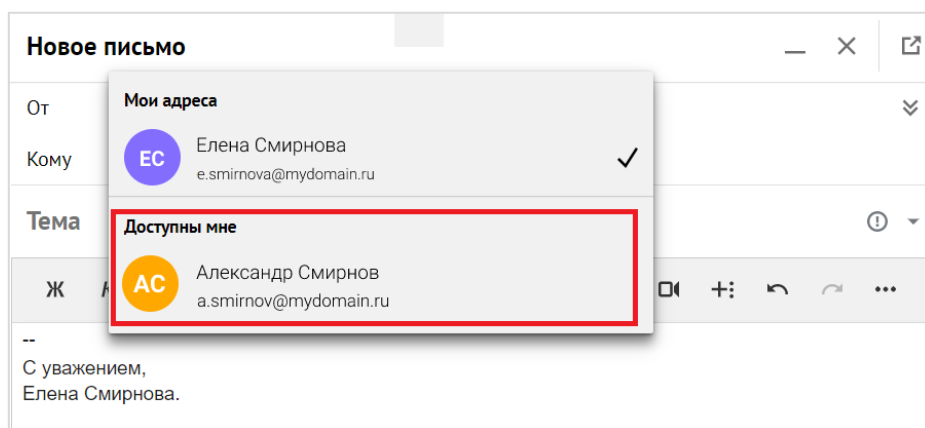 Новое письмо
От
Мои адреса
ЕС
Елена Смирнова
e.smirnova@mydomain.ru
Кому
Тема
Доступны мне
АС
Александр Смирнов
a.smirnov@mydomain.ru
Ж
--
С уважением,
Елена Смирнова.